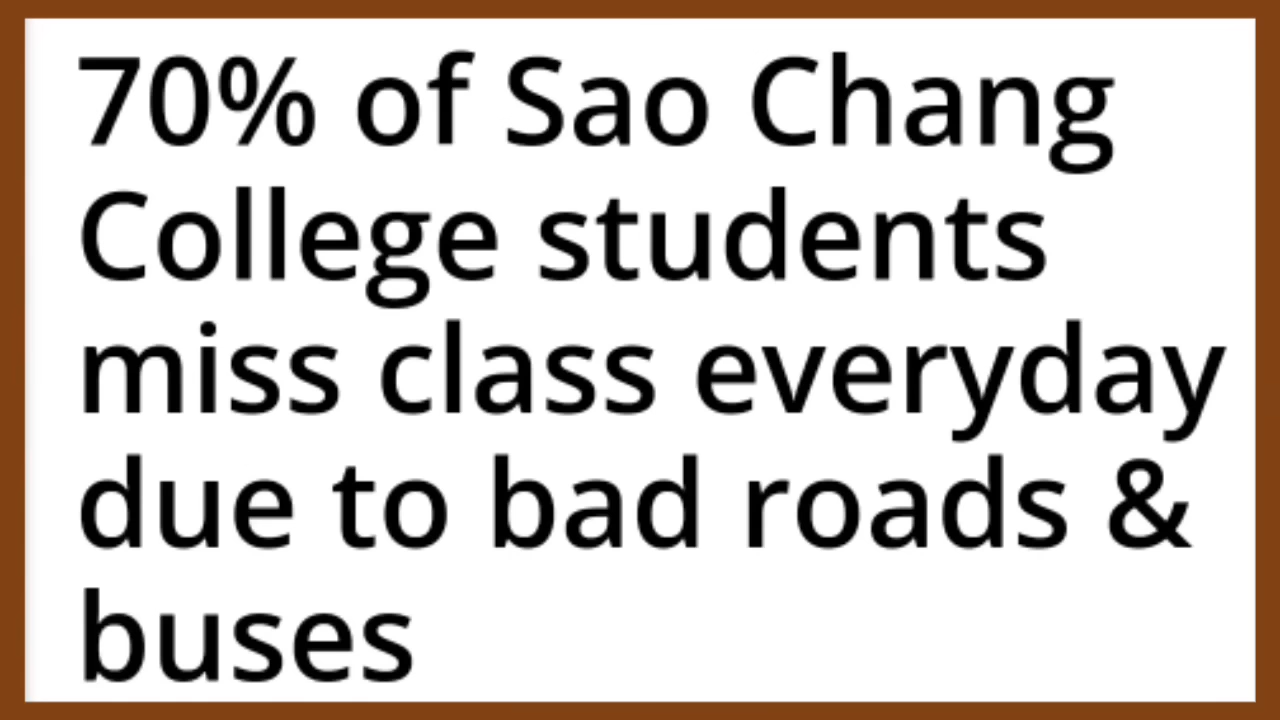 70% of Sao Chang
College students
miss class everyday
due to bad roads &
buses